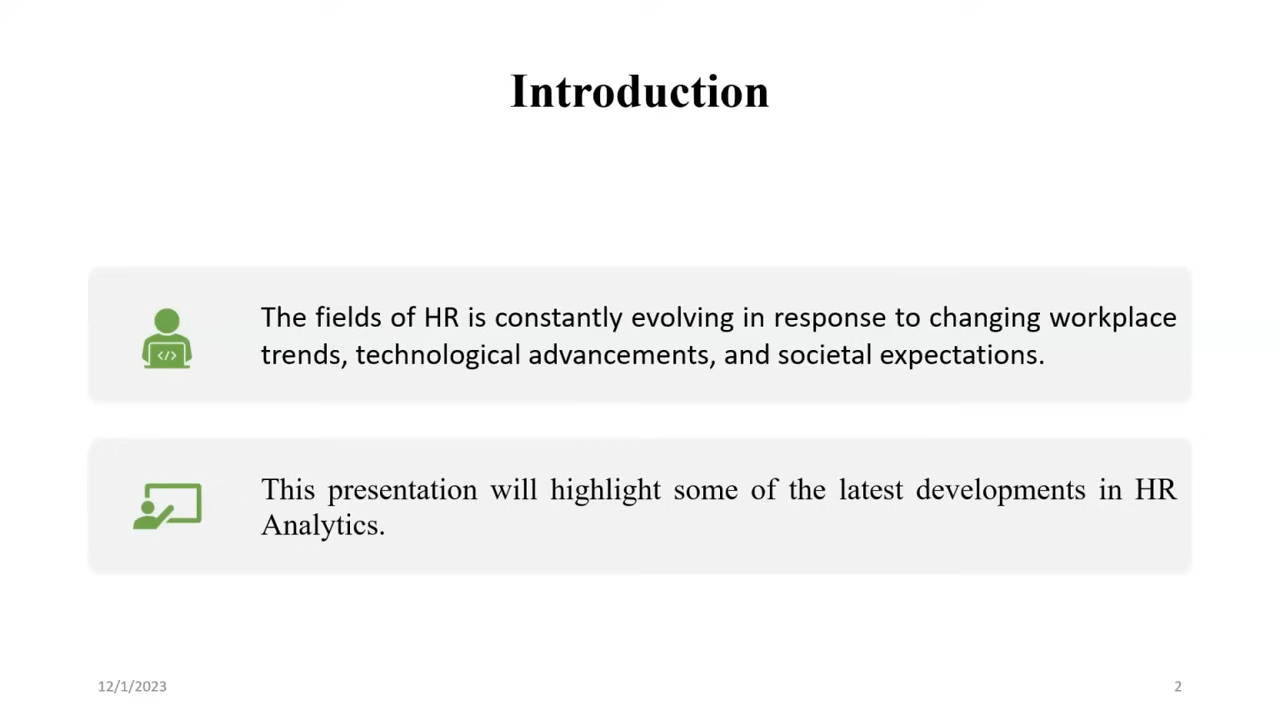 Introduction
The fields of HR is constantly evolving in response to changing workplace
trends, technological advancements, and societal expectations.
This presentation will highlight some of the latest developments in HR
Analytics.
12/1/2023
2